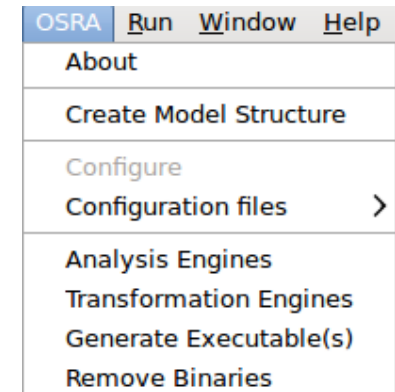 OSRA Run Window Help
About
Create Model Structure
Configure
Configuration files
Analysis Engines
Transformation Engines
Generate Executable(s)
Remove Binaries